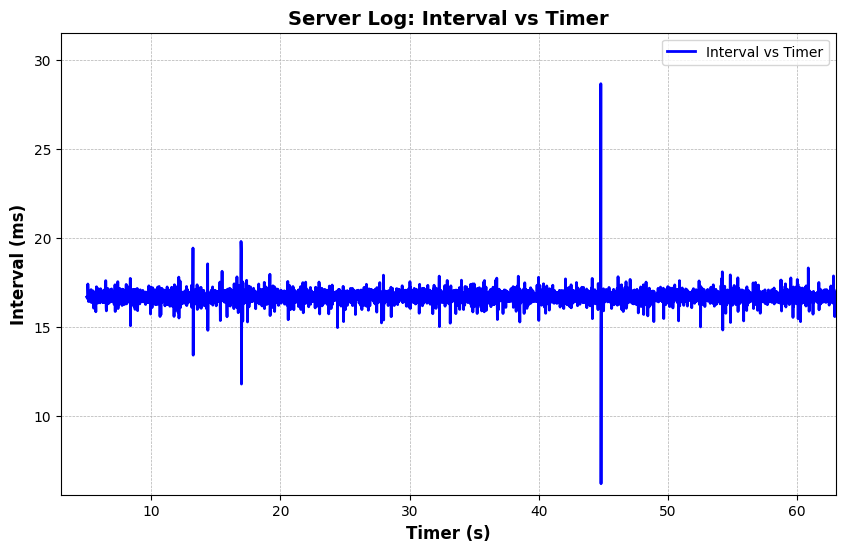 Server Log: Interval vs Timer
Interval vs Timer
30
25
20
15
10
Interval (ms)
10 20 30 40 50 60
Timer (s)